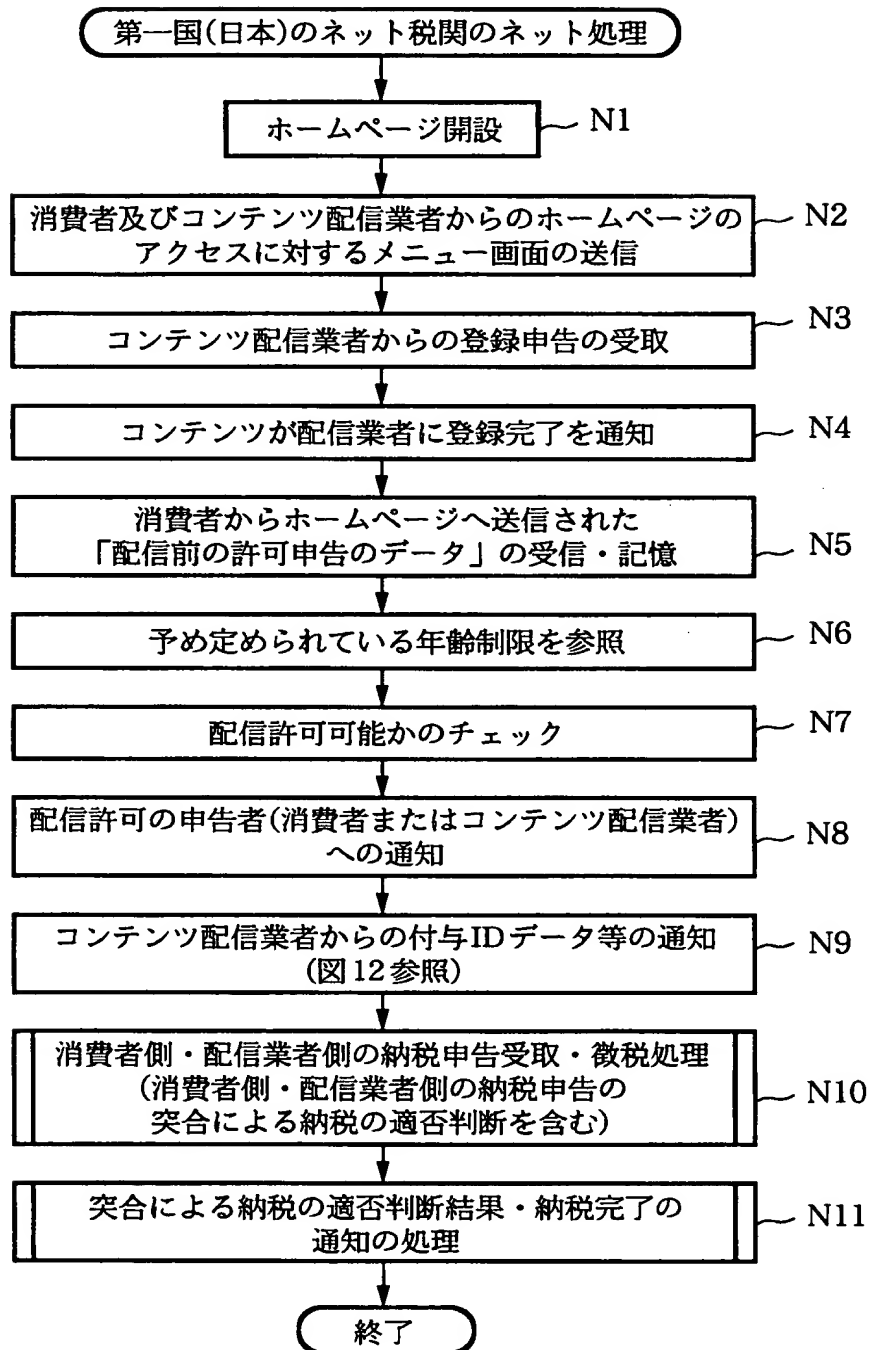 第一国(日本)のネット税関のネット処理
ホームページ開設
N1
消費者及びコンテンツ配信業者からのホームページの
アクセスに対するメニュー画面の送信
N2
コンテンツ配信業者からの登録申告の受取
N3
コンテンツが配信業者に登録完了を通知
N4
消費者からホームページへ送信された
「配信前の許可申告のデータ」の受信・記憶
N5
予め定められている年齢制限を参照
N6
配信許可可能かのチェック
N7
配信許可の申告者(消費者またはコンテンツ配信業者)
への通知
N8
コンテンツ配信業者からの付与IDデータ等の通知
(図12参照)
N9
消費者側・配信業者側の納税申告受取・徴税処理
(消費者側・配信業者側の納税申告の
突合による納税の適否判断を含む)
N10
突合による納税の適否判断結果・納税完了の
通知の処理
N11
終了